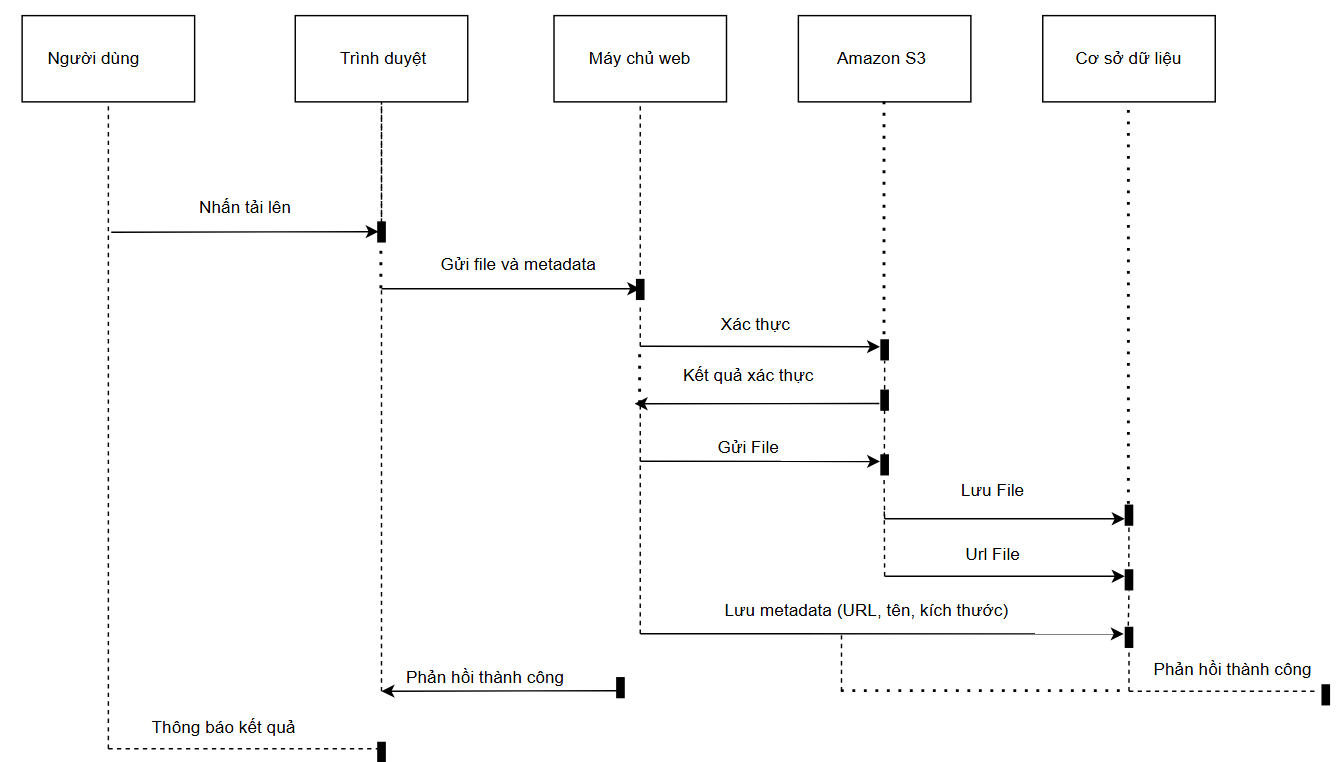 Người dùng
Trình duyệt
Máy chủ web
Amazon S3
Cơ sở dữ liệu
Nhấn tải lên
Gửi file và metadata
Xác thực
Kết quả xác thực
Gửi File
Lưu File
Url File
Lưu metadata (URL, tên, kích thước)
Phản hồi thành công
Phản hồi thành công
Thông báo kết quả